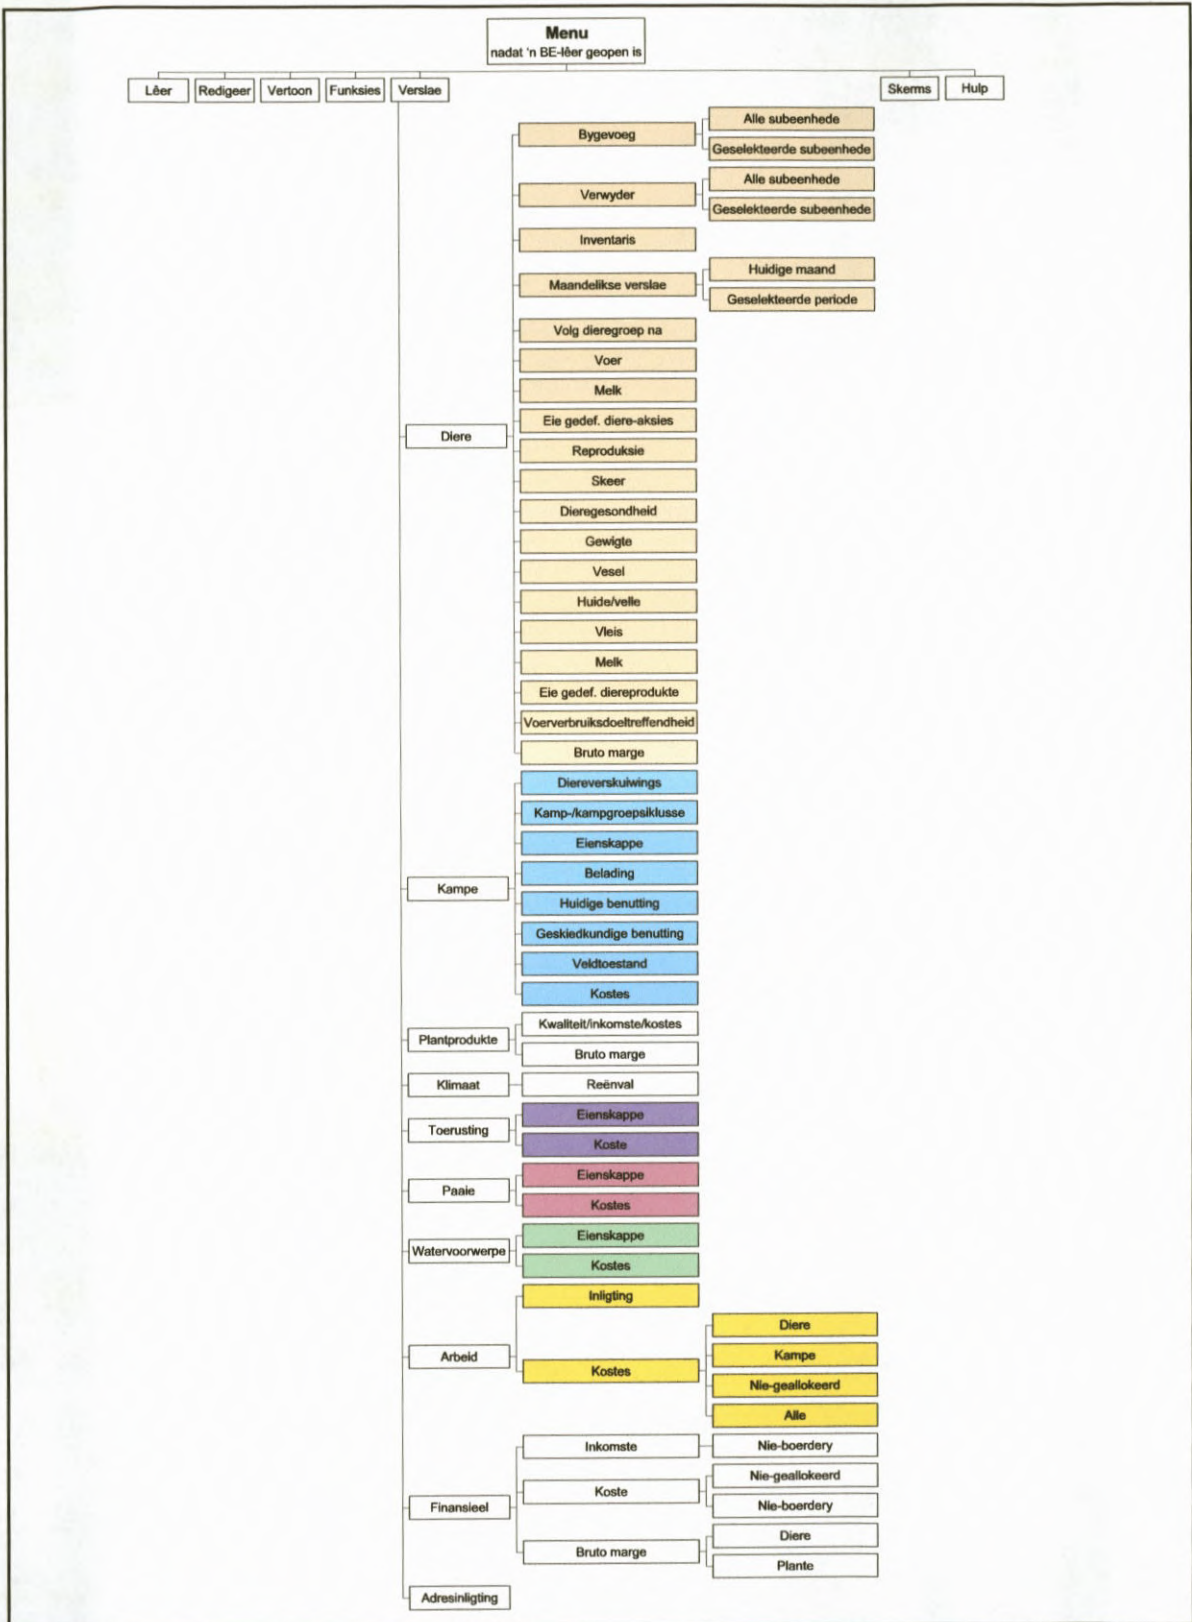 Menu
nadat 'n BE-lêer geopen is
Lêer
Redigeer
Vertoon
Funksies
Verslae
Skerms
Hulp
Diere
Bygevoeg
Alle subeenhede
Geselekteerde subeenhede
Verwyder
Alle subeenhede
Geselekteerde subeenhede
Inventaris
Maandelikse verslae
Huidige maand
Geselekteerde periode
Volg dieregroep na
Voer
Melk
Eie gedef. diere-aksies
Reproduksie
Skeer
Dieregesondheid
Gewigte
Vesel
Huide/velle
Vleis
Melk
Eie gedef. diereprodukte
Voerverbruiksdoeltreffendheid
Bruto marge
Kampe
Diereverskuiwings
Kamp-/kampgroepsiklusse
Eienskappe
Belading
Huidige benutting
Geskiedkundige benutting
Veldtoestand
Kostes
Plantprodukte
Kwaliteit/inkomste/kostes
Bruto marge
Klimaat
Reënval
Toerusting
Eienskappe
Koste
Paaie
Eienskappe
Kostes
Watervoorwerpe
Eienskappe
Kostes
Arbeid
Inligting
Kostes
Diere
Kampe
Nie-geallokeerd
Alle
Finansieel
Inkomste
Nie-boerdery
Koste
Nie-geallokeerd
Nie-boerdery
Bruto marge
Diere
Plante
Adresinligting